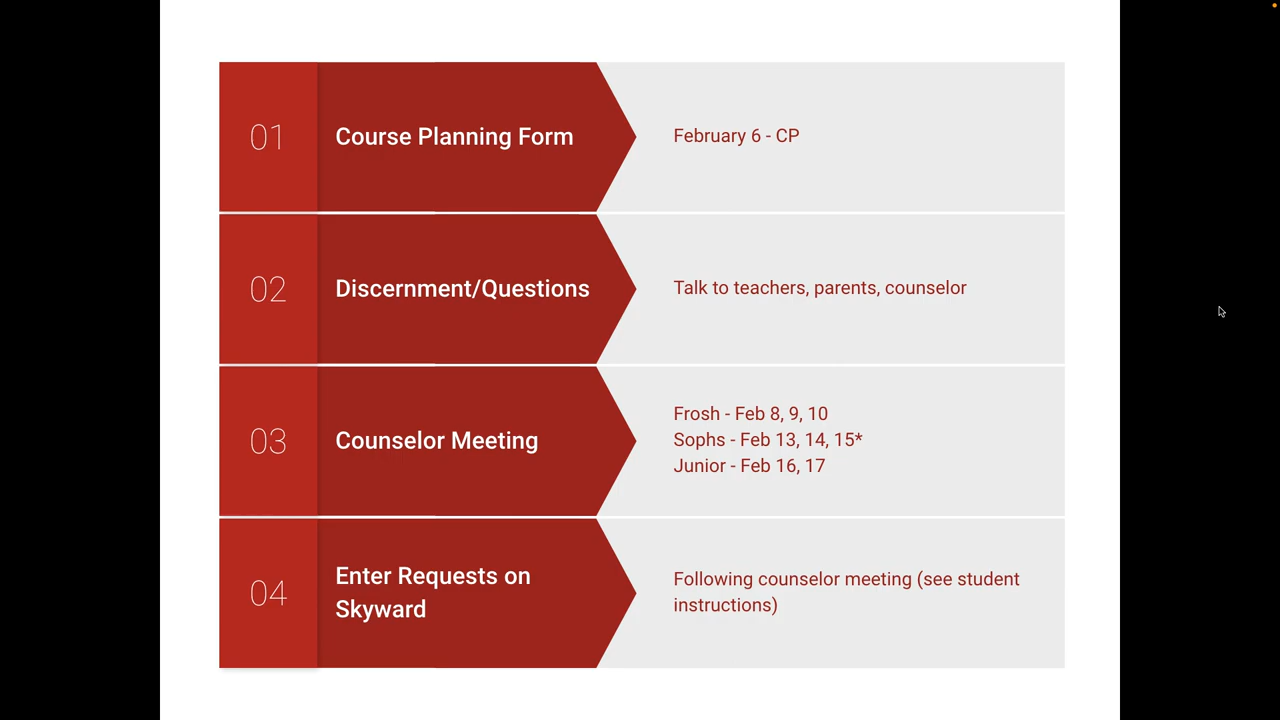 01
Course Planning Form
February 6 - CP
02
Discernment/Questions
Talk to teachers, parents, counselor
03
Counselor Meeting
Frosh - Feb 8, 9, 10
Sophs - Feb 13, 14, 15*
Junior - Feb 16, 17
04
Enter Requests on
Skyward
Following counselor meeting (see student
instructions)